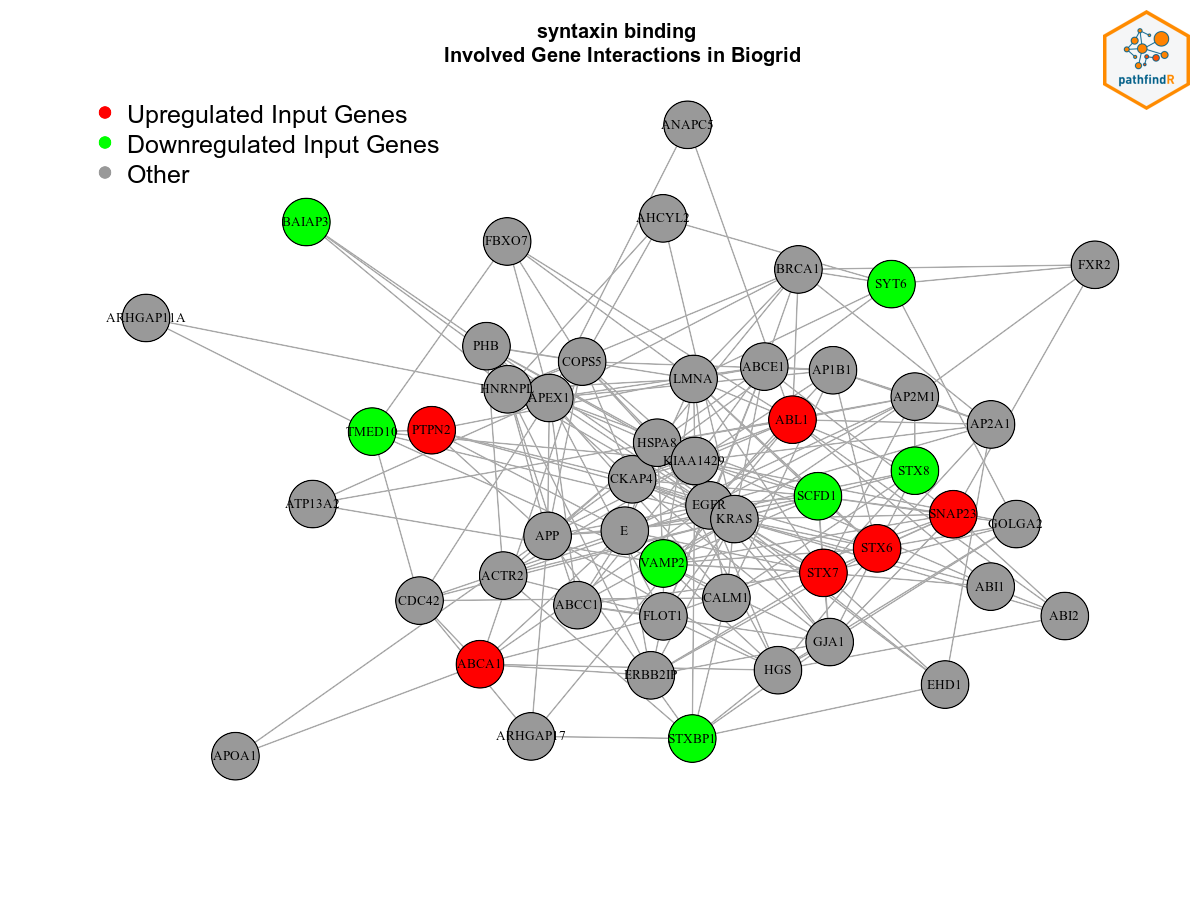 syntaxin binding
Involved Gene Interactions in Biogrid
pathfindR
Upregulated Input Genes
Downregulated Input Genes
Other
ANAPC5
BAIAP3
AHCYL2
FBXO7
BRCA1
FXR2
SYT6
ARHGAP11A
PHB
COPS5
ABCE1
AP1B1
LMNA
HNRNPL
APEX1
AP2M1
ABL1
AP2A1
TMED10
PTPN2
HSPA8
KIAA1429
STX8
CKAP4
SCFD1
ATP13A2
EGFR
SNAP23
KRAS
GOLGA2
E
APP
STX6
VAMP2
STX7
ACTR2
ABI1
CDC42
CALM1
ABCC1
FLOT1
ABI2
GJA1
ABCA1
HGS
ERBB2IP
EHD1
ARHGAP17
STXBP1
APOA1